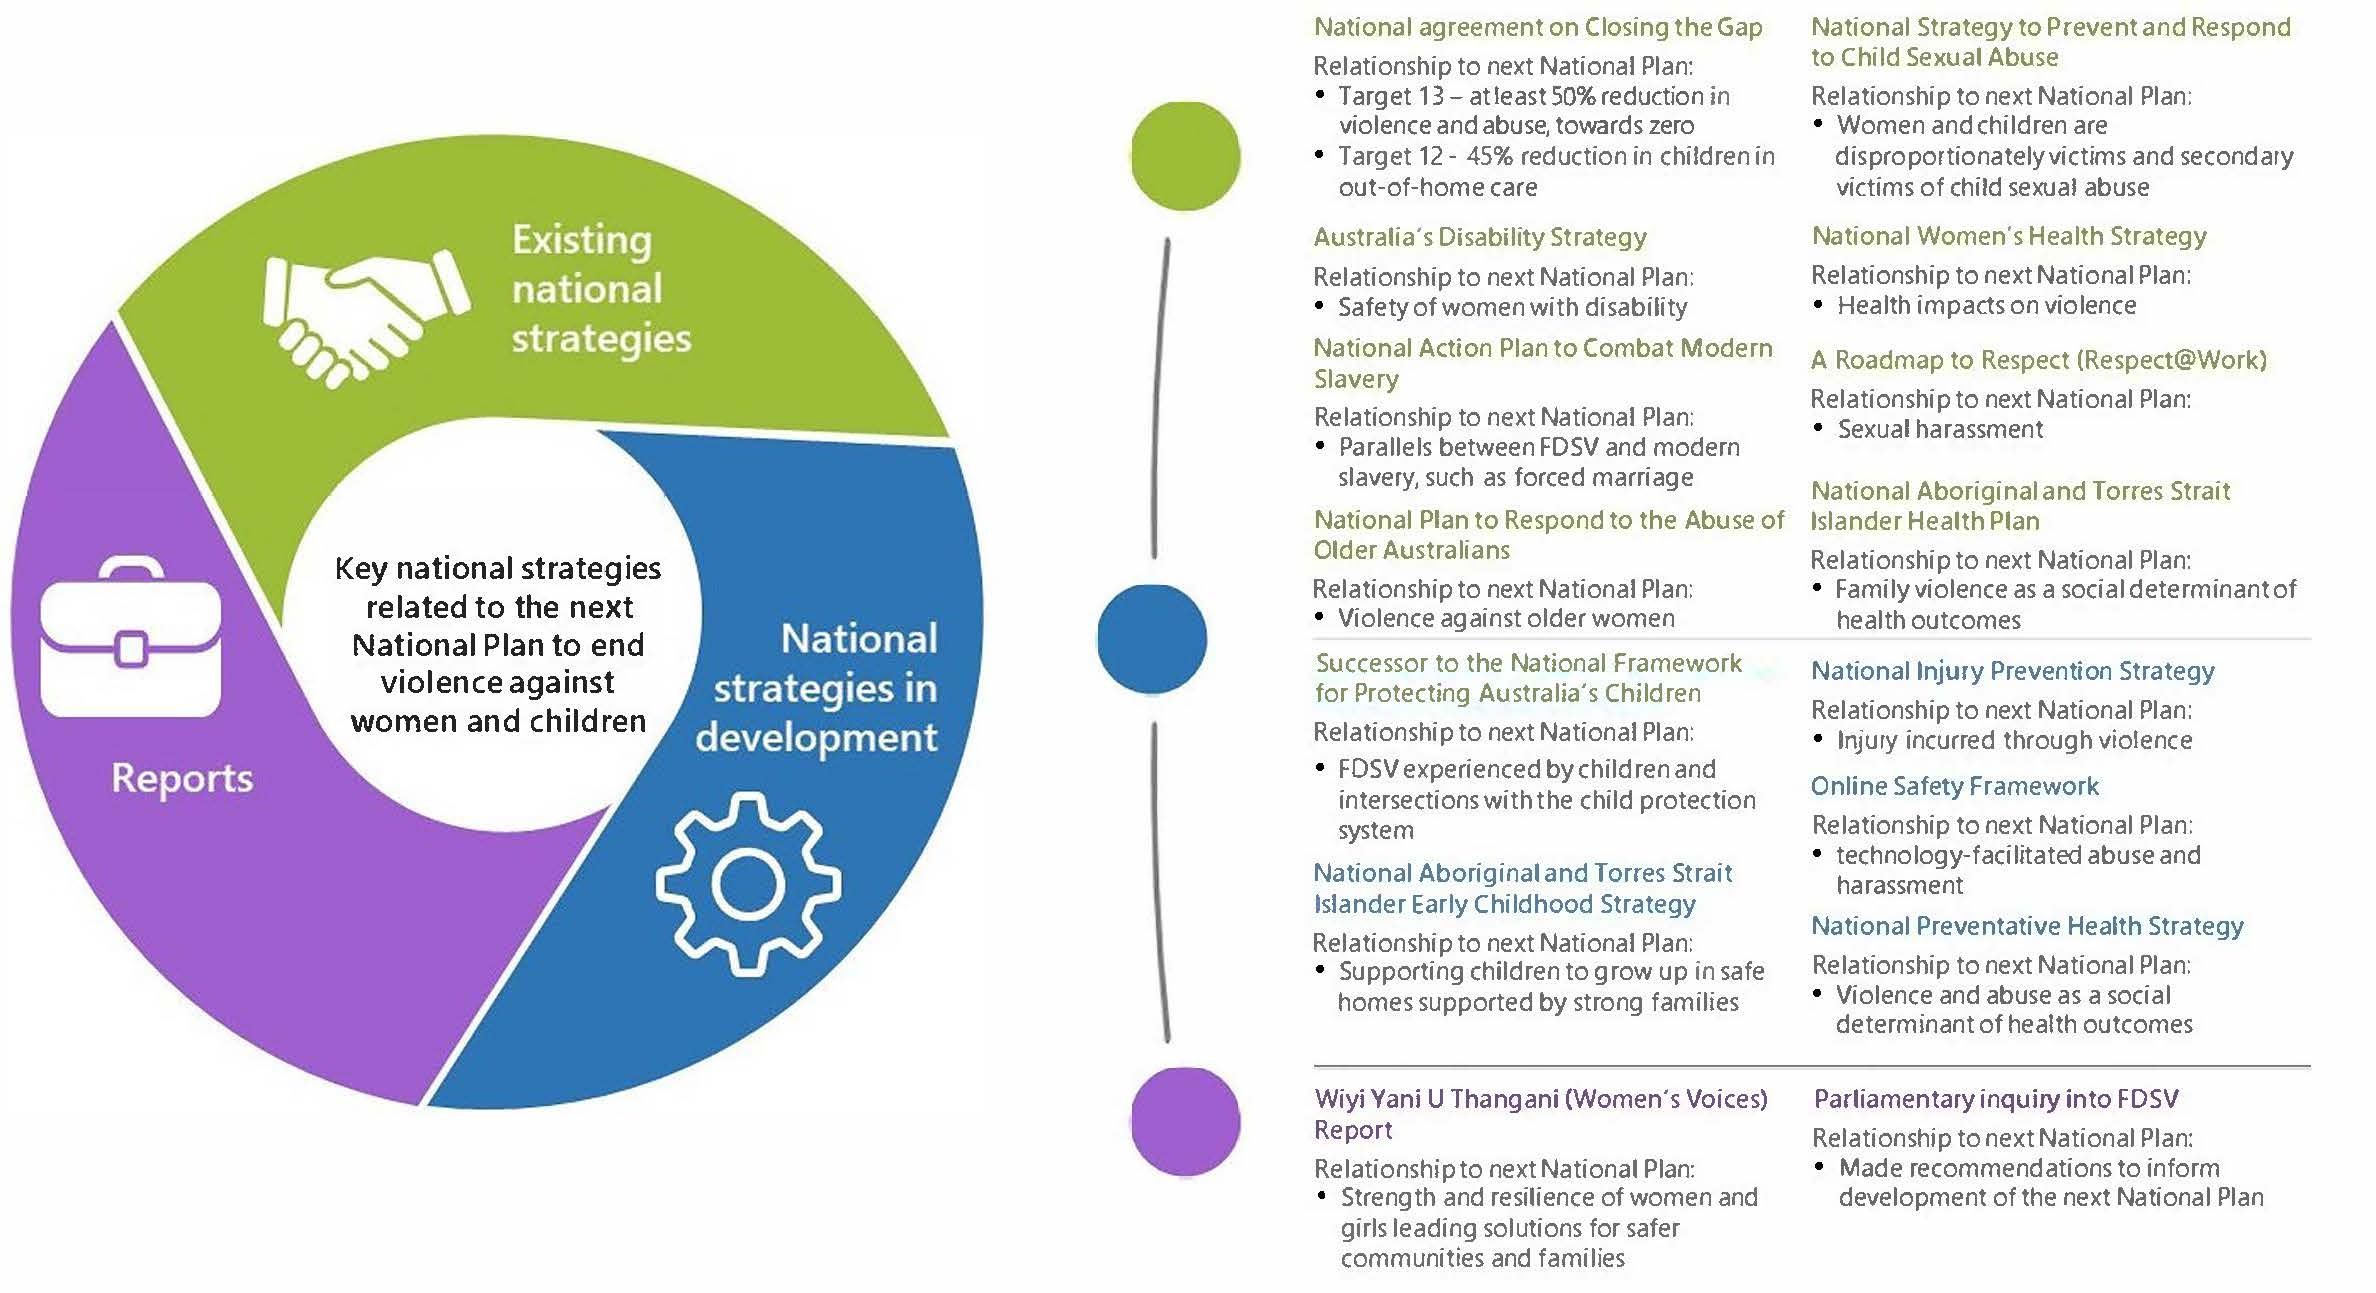 Existing
national
strategies
Key national strategies
related to the next
National Plan to end
violence against
women and children
National
strategies in
development
Reports
National agreement on Closing the Gap
Relationship to next National Plan:
• Target 13 – at least 50% reduction in
violence and abuse, towards zero
• Target 12 - 45% reduction in children in
out-of-home care
Australia's Disability Strategy
Relationship to next National Plan:
• Safety of women with disability
National Action Plan to Combat Modern
Slavery
Relationship to next National Plan:
• Parallels between FDSV and modern
slavery, such as forced marriage
National Plan to Respond to the Abuse of
Older Australians
Relationship to next National Plan:
• Violence against older women
National Strategy to Prevent and Respond
to Child Sexual Abuse
Relationship to next National Plan:
• Women and children are
disproportionately victims and secondary
victims of child sexual abuse
National Women's Health Strategy
Relationship to next National Plan:
• Health impacts on violence
A Roadmap to Respect (Respect@Work)
Relationship to next National Plan:
• Sexual harassment
National Aboriginal and Torres Strait
Islander Health Plan
Relationship to next National Plan:
• Family violence as a social determinant of
health outcomes
Successor to the National Framework
for Protecting Australia's Children
Relationship to next National Plan:
• FDSV experienced by children and
intersections with the child protection
system
National Aboriginal and Torres Strait
Islander Early Childhood Strategy
Relationship to next National Plan:
• Supporting children to grow up in safe
homes supported by strong families
National Injury Prevention Strategy
Relationship to next National Plan:
• Injury incurred through violence
Online Safety Framework
Relationship to next National Plan:
• technology-facilitated abuse and
harassment
National Preventative Health Strategy
Relationship to next National Plan:
• Violence and abuse as a social
determinant of health outcomes
Wiyi Yani U Thangani (Women's Voices)
Report
Relationship to next National Plan:
• Strength and resilience of women and
girls leading solutions for safer
communities and families
Parliamentary inquiry into FDSV
Relationship to next National Plan:
• Made recommendations to inform
development of the next National Plan